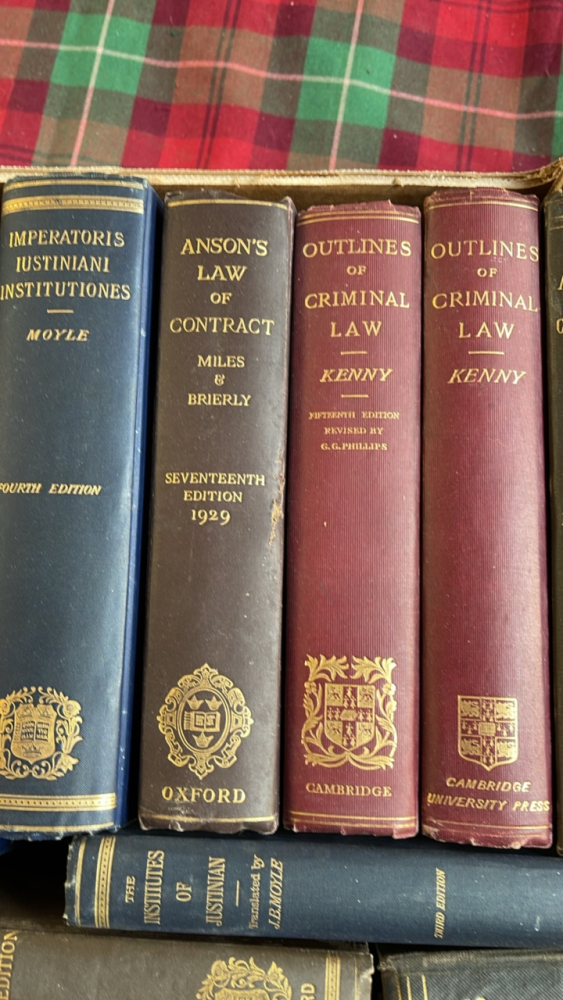 IMPERATORIS
IUSTINIANI
INSTITUTIONES
MOYLE
FOURTH EDITION
ANSON'S
LAW
OF
CONTRACT
MILES
&
BRIERLY
SEVENTEENTH
EDITION
1929
OXFORD
OUTLINES
OF
CRIMINAL
LAW
KENNY
FIFTEENTH EDITION
REVISED BY
G.G. PHILLIPS
CAMBRIDGE
OUTLINES
OF
CRIMINAL
LAW
KENNY
CAMBRIDGE
UNIVERSITY PRESS
THE
INSTITUTES
OF
JUSTINIAN
Translated by
J.B. MOYLE
THIRD EDITION
EDITION